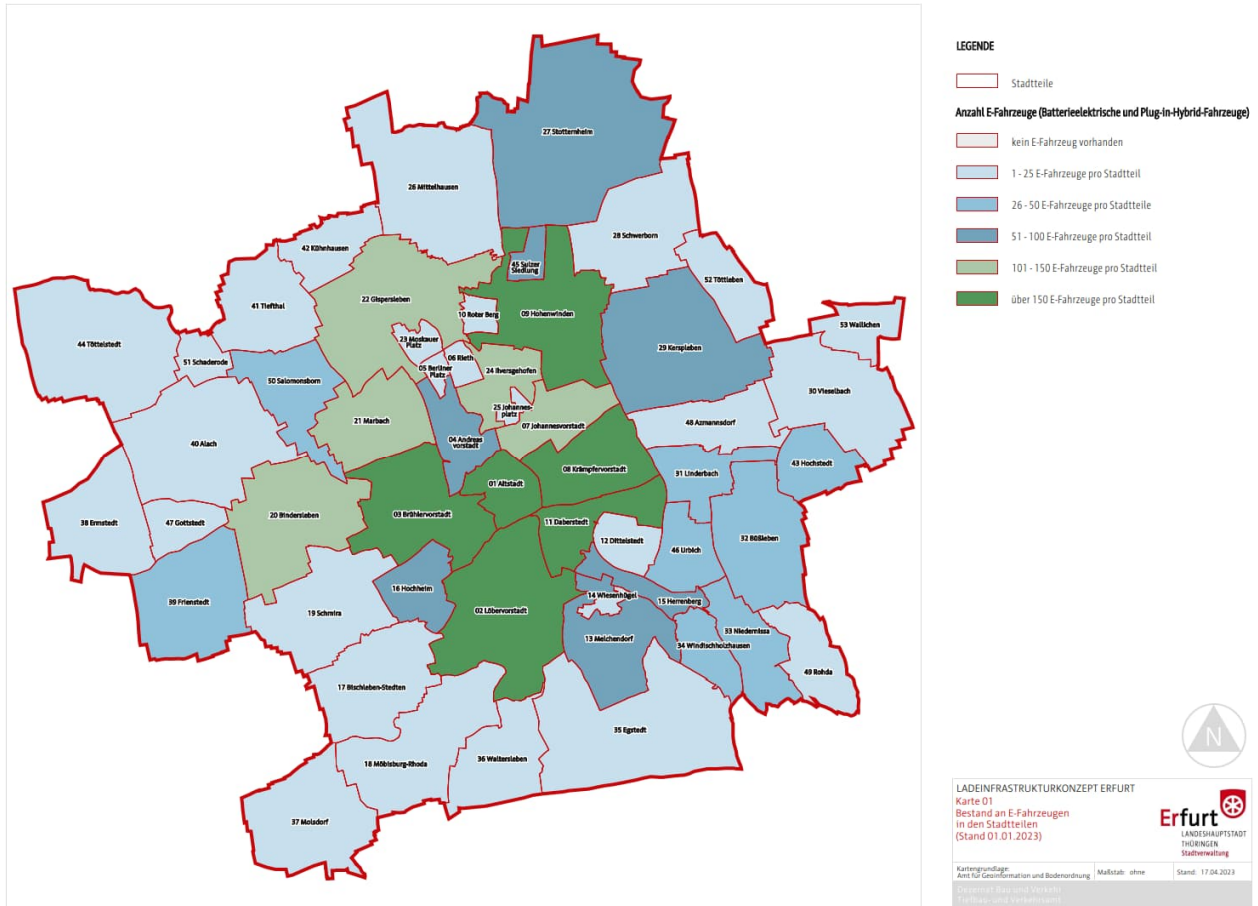 27 Stotternheim
26 Mittelhausen
28 Schwerborn
42 Kühnhausen
45 Sulzer
Siedlung
52 Töttleben
22 Gispersleben
41 Tiefthal
10 Roter Berg
09 Hohenwinden
53 Wallichen
44 Töttelstedt
23 Moskauer
Platz
29 Kerspleben
51 Schaderode
06 Rieth
05 Berliner
Platz
24 Ilversgehofen
50 Salomonsborn
30 Vieselbach
25 Johannes-
platz
21 Marbach
07 Johannesvorstadt
48 Azmannsdorf
40 Alach
04 Andreas
vorstadt
43 Hochstedt
08 Krämpfervorstadt
31 Linderbach
01 Altstadt
20 Bindersleben
03 Brühlervorstadt
38 Ermstedt
47 Gottstedt
11 Daberstedt
12 Dittelstedt
32 Büßleben
46 Urbich
16 Hochheim
14 Wiesenhügel
39 Frienstedt
15 Herrenberg
02 Löbervorstadt
19 Schmira
33 Niedernissa
13 Melchendorf
34 Windischholzhausen
49 Rohda
17 Bischleben-Stedten
35 Egstedt
36 Waltersleben
18 Möbisburg-Rhoda
37 Molsdorf
LEGENDE
Stadtteile
Anzahl E-Fahrzeuge (Batterieelektrische und Plug-In-Hybrid-Fahrzeuge)
kein E-Fahrzeug vorhanden
1 - 25 E-Fahrzeuge pro Stadtteil
26 - 50 E-Fahrzeuge pro Stadtteile
51 - 100 E-Fahrzeuge pro Stadtteil
101 - 150 E-Fahrzeuge pro Stadtteil
über 150 E-Fahrzeuge pro Stadtteil
N
LADEINFRASTRUKTURKONZEPT ERFURT
Karte 01
Bestand an E-Fahrzeugen
in den Stadtteilen
(Stand 01.01.2023)
Erfurt
LANDESHAUPTSTADT
THÜRINGEN
Stadtverwaltung
Kartengrundlage:
Amt für Geoinformation und Bodenordnung
Maßstab: ohne
Stand: 17.04.2023
Dezernat Bau und Verkehr
Tiefbau- und Verkehrsamt